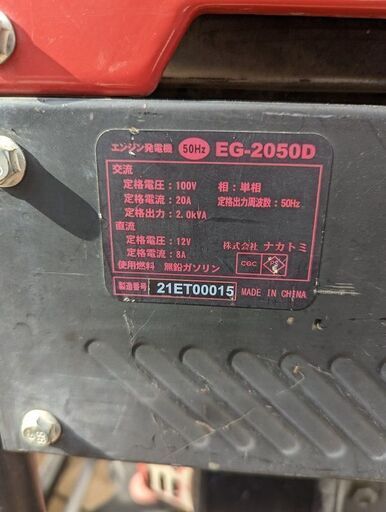 エンジン発電機 50Hz EG-2050D
交流
定格電圧：100V 相：単相
定格電流：20A 定格出力周波数：50Hz
定格出力：2.0kVA
直流
定格電圧：12V 株式会社 ナカトミ
定格電流：8A CGC PS
使用燃料 無鉛ガソリン
製造番号 21ET00015 MADE IN CHINA